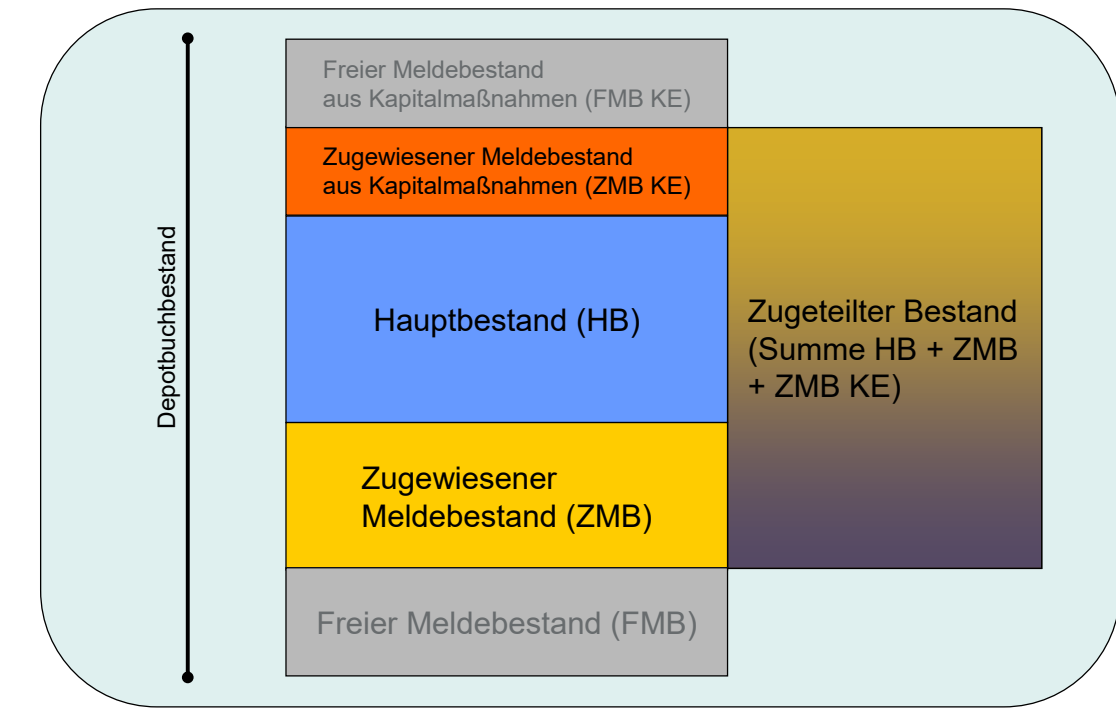 Depotbuchbestand
Freier Meldebestand
aus Kapitalmaßnahmen (FMB KE)
Zugewiesener Meldebestand
aus Kapitalmaßnahmen (ZMB KE)
Hauptbestand (HB)
Zugewiesener
Meldebestand (ZMB)
Freier Meldebestand (FMB)
Zugeteilter Bestand
(Summe HB + ZMB
+ ZMB KE)